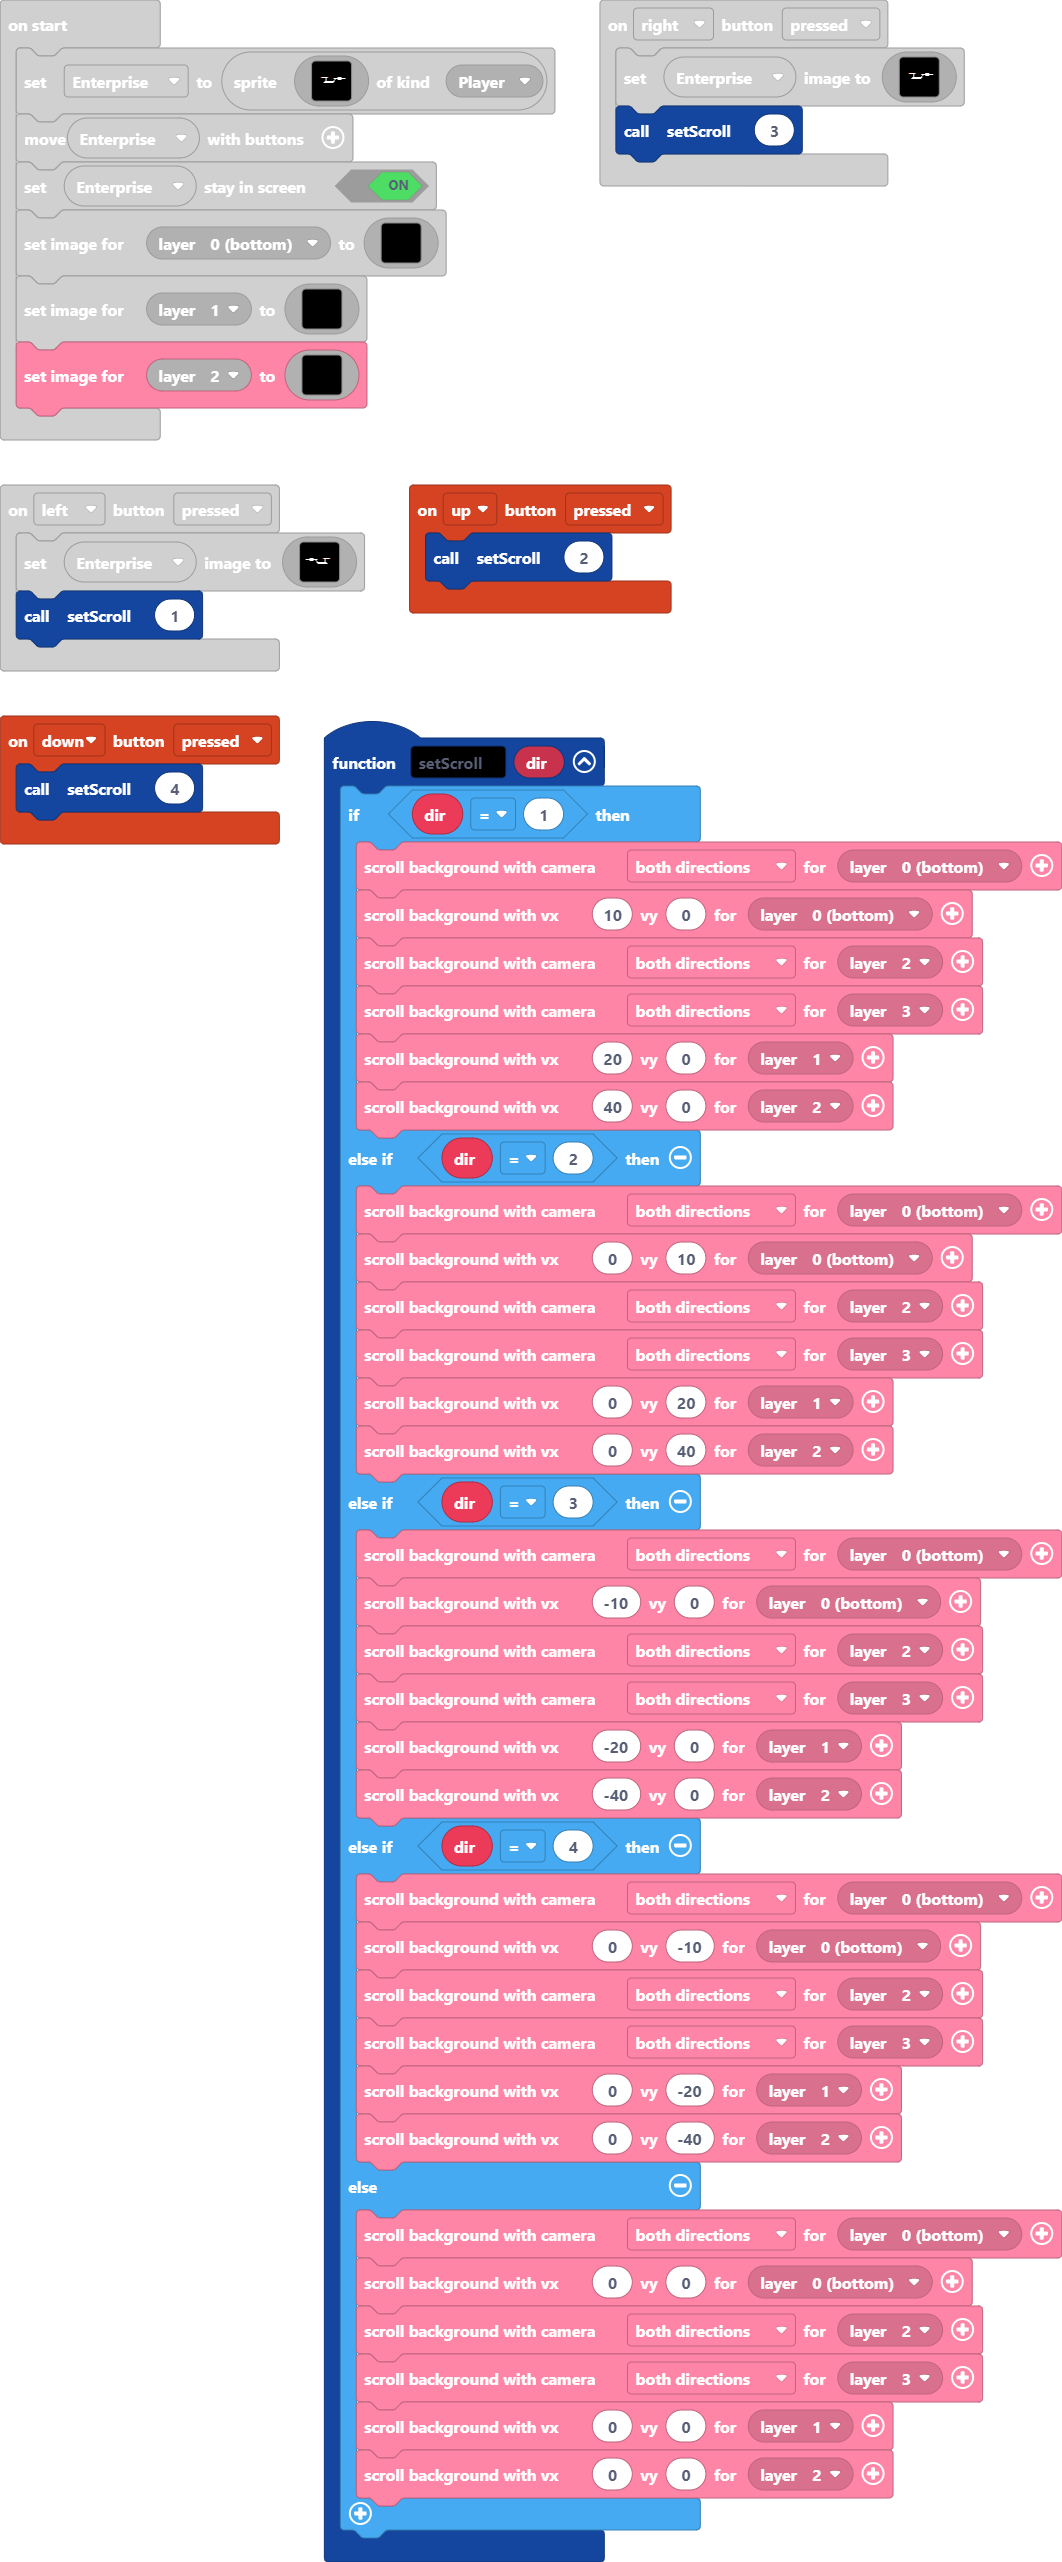 on start
set Enterprise to sprite of kind Player
move Enterprise with buttons
set Enterprise stay in screen ON
set image for layer 0 (bottom) to
set image for layer 1 to
set image for layer 2 to
on right button pressed
set Enterprise image to
call setScroll 3
on left button pressed
set Enterprise image to
call setScroll 1
on up button pressed
call setScroll 2
on down button pressed
call setScroll 4
function setScroll dir
if dir = 1 then
scroll background with camera both directions for layer 0 (bottom)
scroll background with vx 10 vy 0 for layer 0 (bottom)
scroll background with camera both directions for layer 2
scroll background with camera both directions for layer 3
scroll background with vx 20 vy 0 for layer 1
scroll background with vx 40 vy 0 for layer 2
else if dir = 2 then
scroll background with camera both directions for layer 0 (bottom)
scroll background with vx 0 vy 10 for layer 0 (bottom)
scroll background with camera both directions for layer 2
scroll background with camera both directions for layer 3
scroll background with vx 0 vy 20 for layer 1
scroll background with vx 0 vy 40 for layer 2
else if dir = 3 then
scroll background with camera both directions for layer 0 (bottom)
scroll background with vx -10 vy 0 for layer 0 (bottom)
scroll background with camera both directions for layer 2
scroll background with camera both directions for layer 3
scroll background with vx -20 vy 0 for layer 1
scroll background with vx -40 vy 0 for layer 2
else if dir = 4 then
scroll background with camera both directions for layer 0 (bottom)
scroll background with vx 0 vy -10 for layer 0 (bottom)
scroll background with camera both directions for layer 2
scroll background with camera both directions for layer 3
scroll background with vx 0 vy -20 for layer 1
scroll background with vx 0 vy -40 for layer 2
else
scroll background with camera both directions for layer 0 (bottom)
scroll background with vx 0 vy 0 for layer 0 (bottom)
scroll background with camera both directions for layer 2
scroll background with camera both directions for layer 3
scroll background with vx 0 vy 0 for layer 1
scroll background with vx 0 vy 0 for layer 2